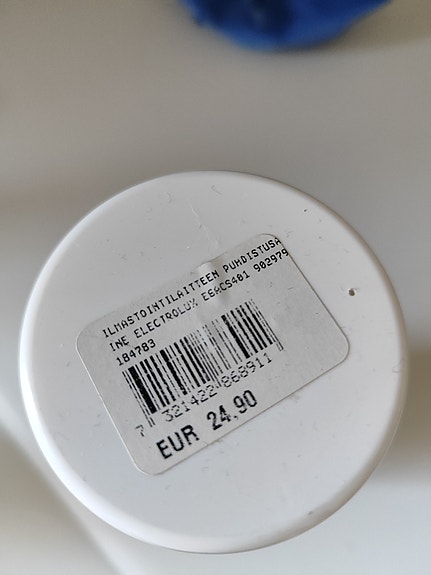 ILMASTOINTILAITTEEN PUHDISTUSA
INE ELECTROLUX E6ACS401 902979
184783
7 321422 868911
EUR 24.90